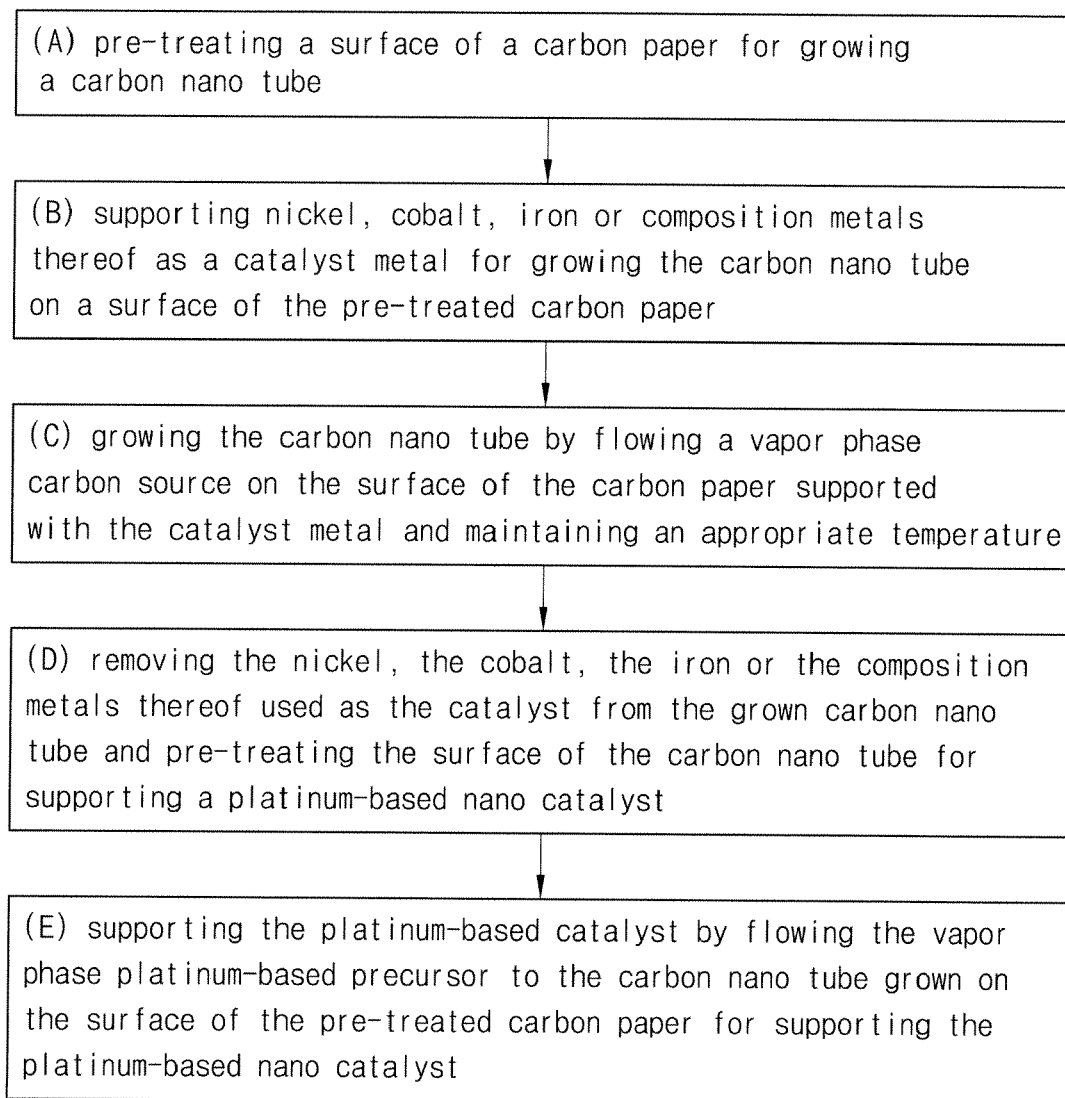 (A) pre-treating a surface of a carbon paper for growing
a carbon nano tube
(B) supporting nickel, cobalt, iron or composition metals
thereof as a catalyst metal for growing the carbon nano tube
on a surface of the pre-treated carbon paper
(C) growing the carbon nano tube by flowing a vapor phase
carbon source on the surface of the carbon paper supported
with the catalyst metal and maintaining an appropriate temperature
(D) removing the nickel, the cobalt, the iron or the composition
metals thereof used as the catalyst from the grown carbon nano
tube and pre-treating the surface of the carbon nano tube for
supporting a platinum-based nano catalyst
(E) supporting the platinum-based catalyst by flowing the vapor
phase platinum-based precursor to the carbon nano tube grown on
the surface of the pre-treated carbon paper for supporting the
platinum-based nano catalyst